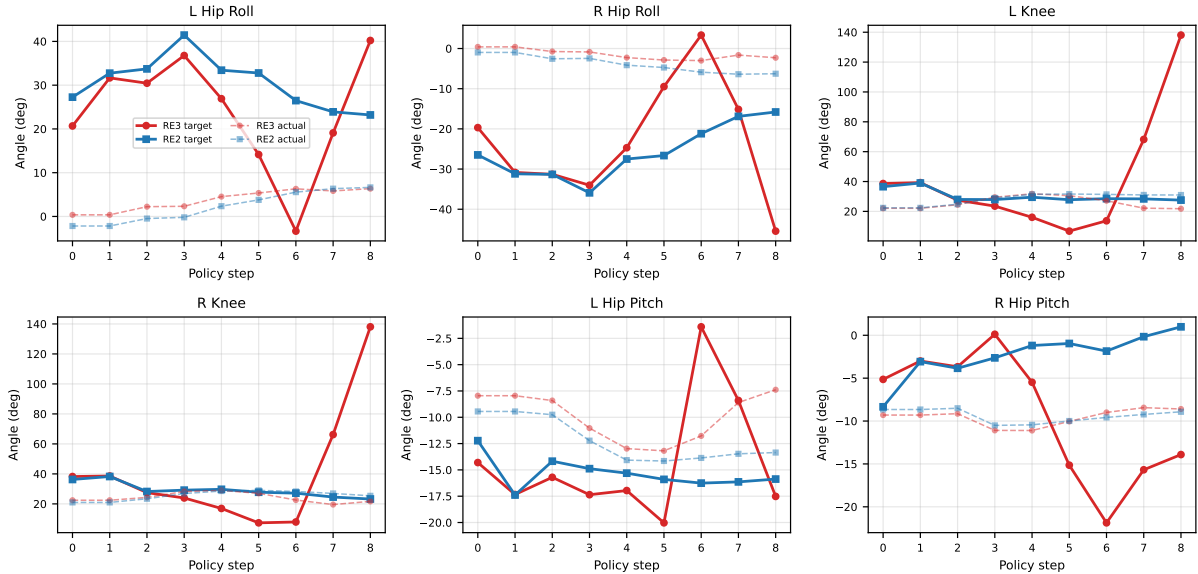 L Hip Roll
Angle (deg)
40
30
20
10
0
RE3 target
RE2 target
RE3 actual
RE2 actual
0 1 2 3 4 5 6 7 8
Policy step
R Hip Roll
Angle (deg)
0
−10
−20
−30
−40
0 1 2 3 4 5 6 7 8
Policy step
L Knee
Angle (deg)
140
120
100
80
60
40
20
0 1 2 3 4 5 6 7 8
Policy step
R Knee
Angle (deg)
140
120
100
80
60
40
20
0 1 2 3 4 5 6 7 8
Policy step
L Hip Pitch
Angle (deg)
−2.5
−5.0
−7.5
−10.0
−12.5
−15.0
−17.5
−20.0
0 1 2 3 4 5 6 7 8
Policy step
R Hip Pitch
Angle (deg)
0
−5
−10
−15
−20
0 1 2 3 4 5 6 7 8
Policy step